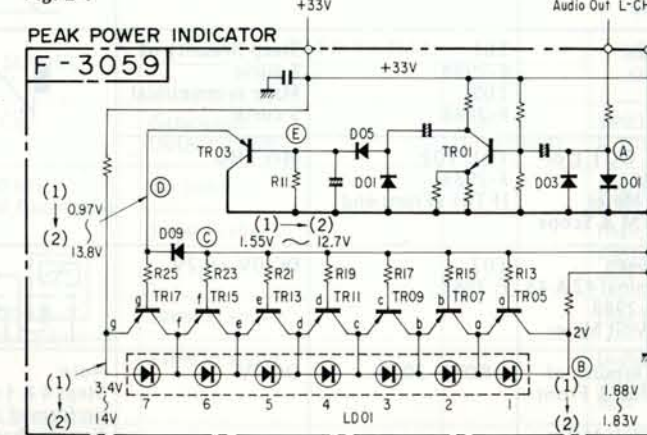 +33V
Audio Out L-CH
PEAK POWER INDICATOR
F-3059
+33V
E
D05
TR03
TR01
A
R11
D01
D03
D01
D
(1)
0.97V
(2)
13.8V
(1) (2)
1.55V ~ 12.7V
D09
C
R25 R23 R21 R19 R17 R15 R13
g f e d c b a
TR17 TR15 TR13 TR11 TR09 TR07 TR05
g f e d c b a 2V
B
(1)
3.4V
(2)
14V
7 6 5 4 3 2 1
LD01
(1)
1.88V
(2)
1.83V